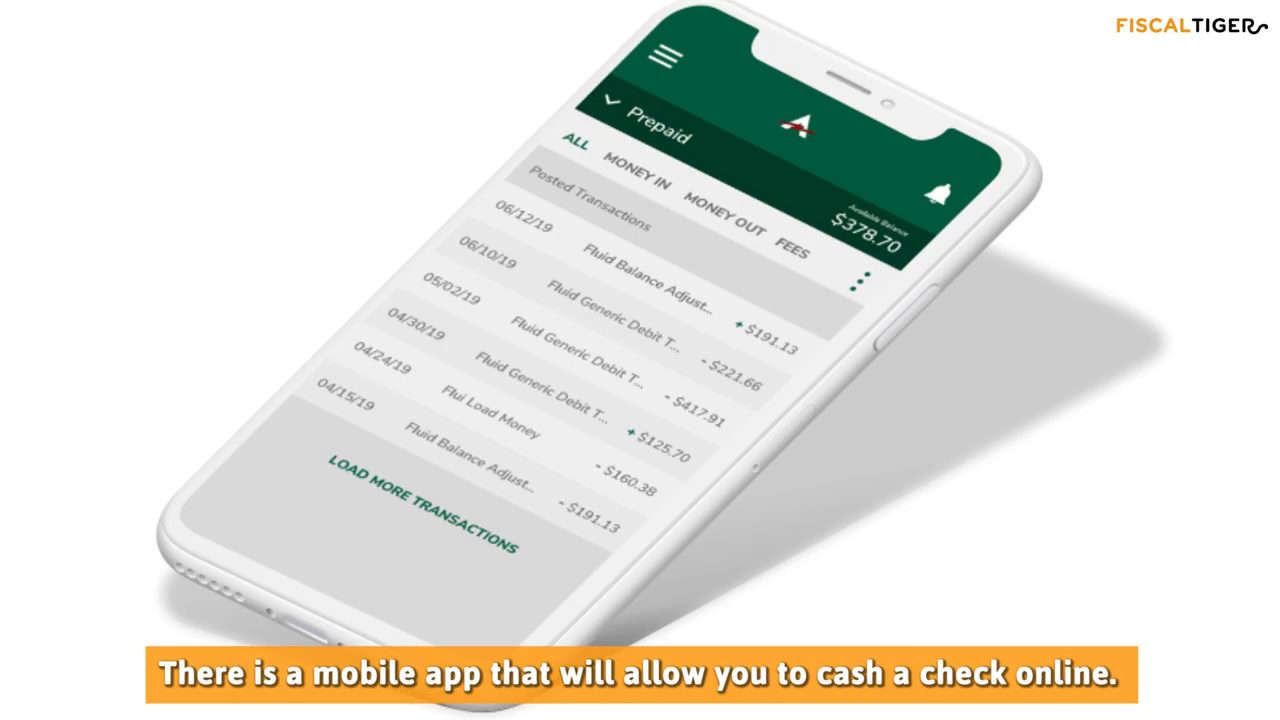 FISCALTIGER
Prepaid
Available Balance
$378.70
ALL MONEY IN MONEY OUT FEES
Posted Transactions
06/12/19 Fluid Balance Adjust... + $191.13
06/10/19 Fluid Generic Debit T... - $221.66
05/02/19 Fluid Generic Debit T... - $417.91
04/30/19 Fluid Generic Debit T... + $125.70
04/24/19 Flui Load Money - $160.38
04/15/19 Fluid Balance Adjust... - $191.13
LOAD MORE TRANSACTIONS
There is a mobile app that will allow you to cash a check online.